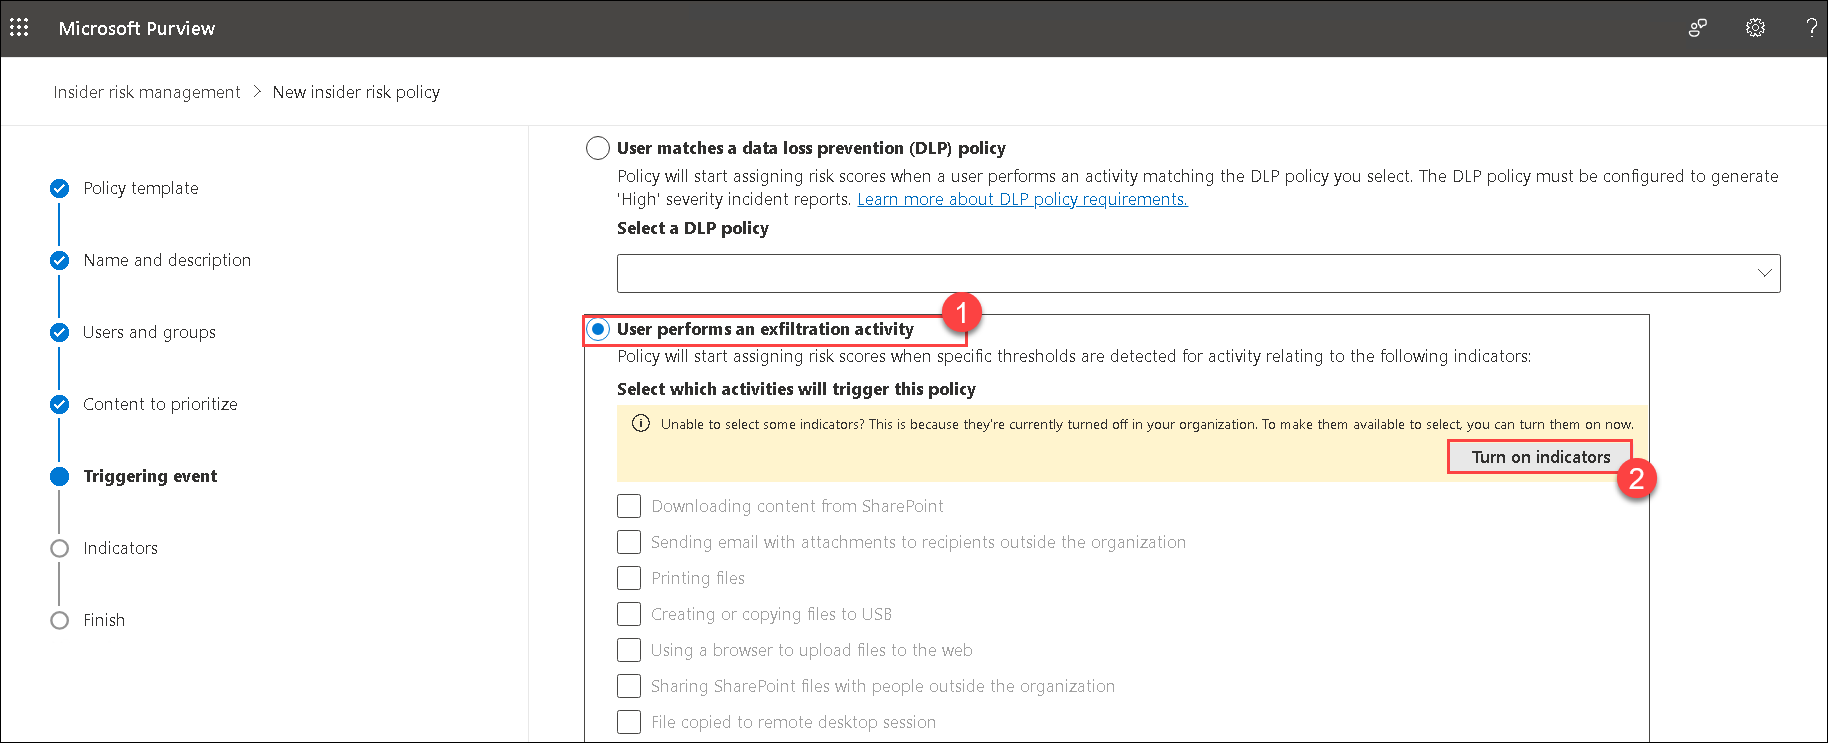 Microsoft Purview
?
Insider risk management > New insider risk policy
Policy template
Name and description
Users and groups
Content to prioritize
Triggering event
Indicators
Finish
User matches a data loss prevention (DLP) policy
Policy will start assigning risk scores when a user performs an activity matching the DLP policy you select. The DLP policy must be configured to generate
'High' severity incident reports. Learn more about DLP policy requirements.
Select a DLP policy
1
User performs an exfiltration activity
Policy will start assigning risk scores when specific thresholds are detected for activity relating to the following indicators:
Select which activities will trigger this policy
Unable to select some indicators? This is because they're currently turned off in your organization. To make them available to select, you can turn them on now.
Turn on indicators
2
Downloading content from SharePoint
Sending email with attachments to recipients outside the organization
Printing files
Creating or copying files to USB
Using a browser to upload files to the web
Sharing SharePoint files with people outside the organization
File copied to remote desktop session